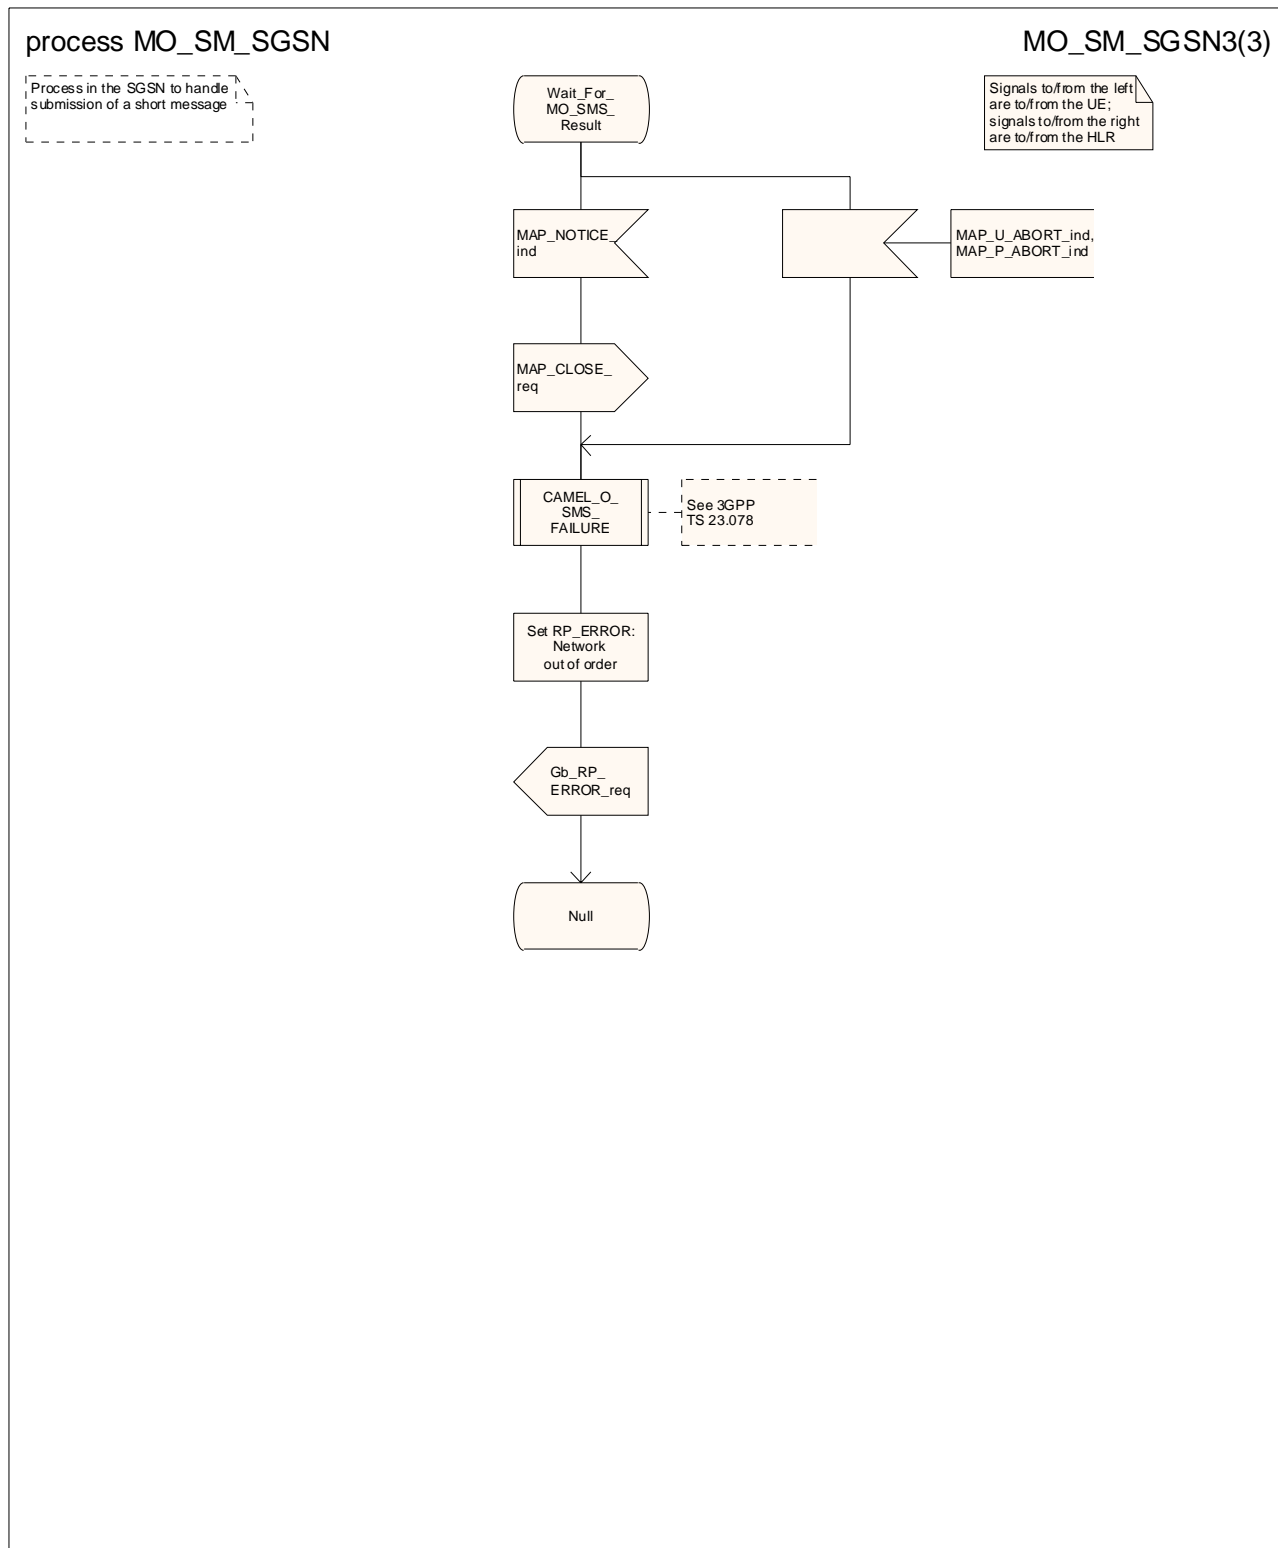 process MO_SM_SGSN
MO_SM_SGSN3(3)
Process in the SGSN to handle
submission of a short message
Wait_For_
MO_SMS_
Result
Signals to/from the left
are to/from the UE;
signals to/from the right
are to/from the HLR
MAP_NOTICE_
ind
MAP_U_ABORT_ind,
MAP_P_ABORT_ind
MAP_CLOSE_
req
CAMEL_O_
SMS_
FAILURE
See 3GPP
TS 23.078
Set RP_ERROR:
Network
out of order
Gb_RP_
ERROR_req
Null